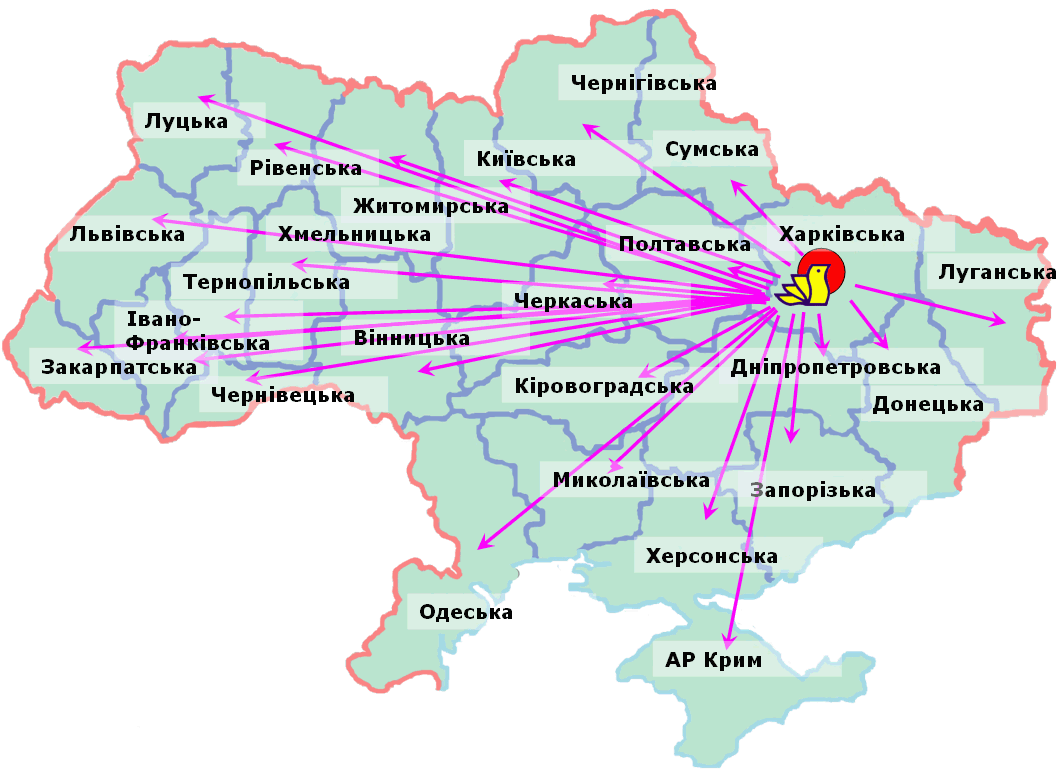 Чернігівська
Луцька
Сумська
Київська
Рівенська
Житомирська
Львівська
Хмельницька
Полтавська
Харківська
Луганська
Тернопільська
Черкаська
Івано-
Франківська
Вінницька
Закарпатська
Дніпропетровська
Чернівецька
Кіровоградська
Донецька
Миколаївська
Запорізька
Херсонська
Одеська
АР Крим